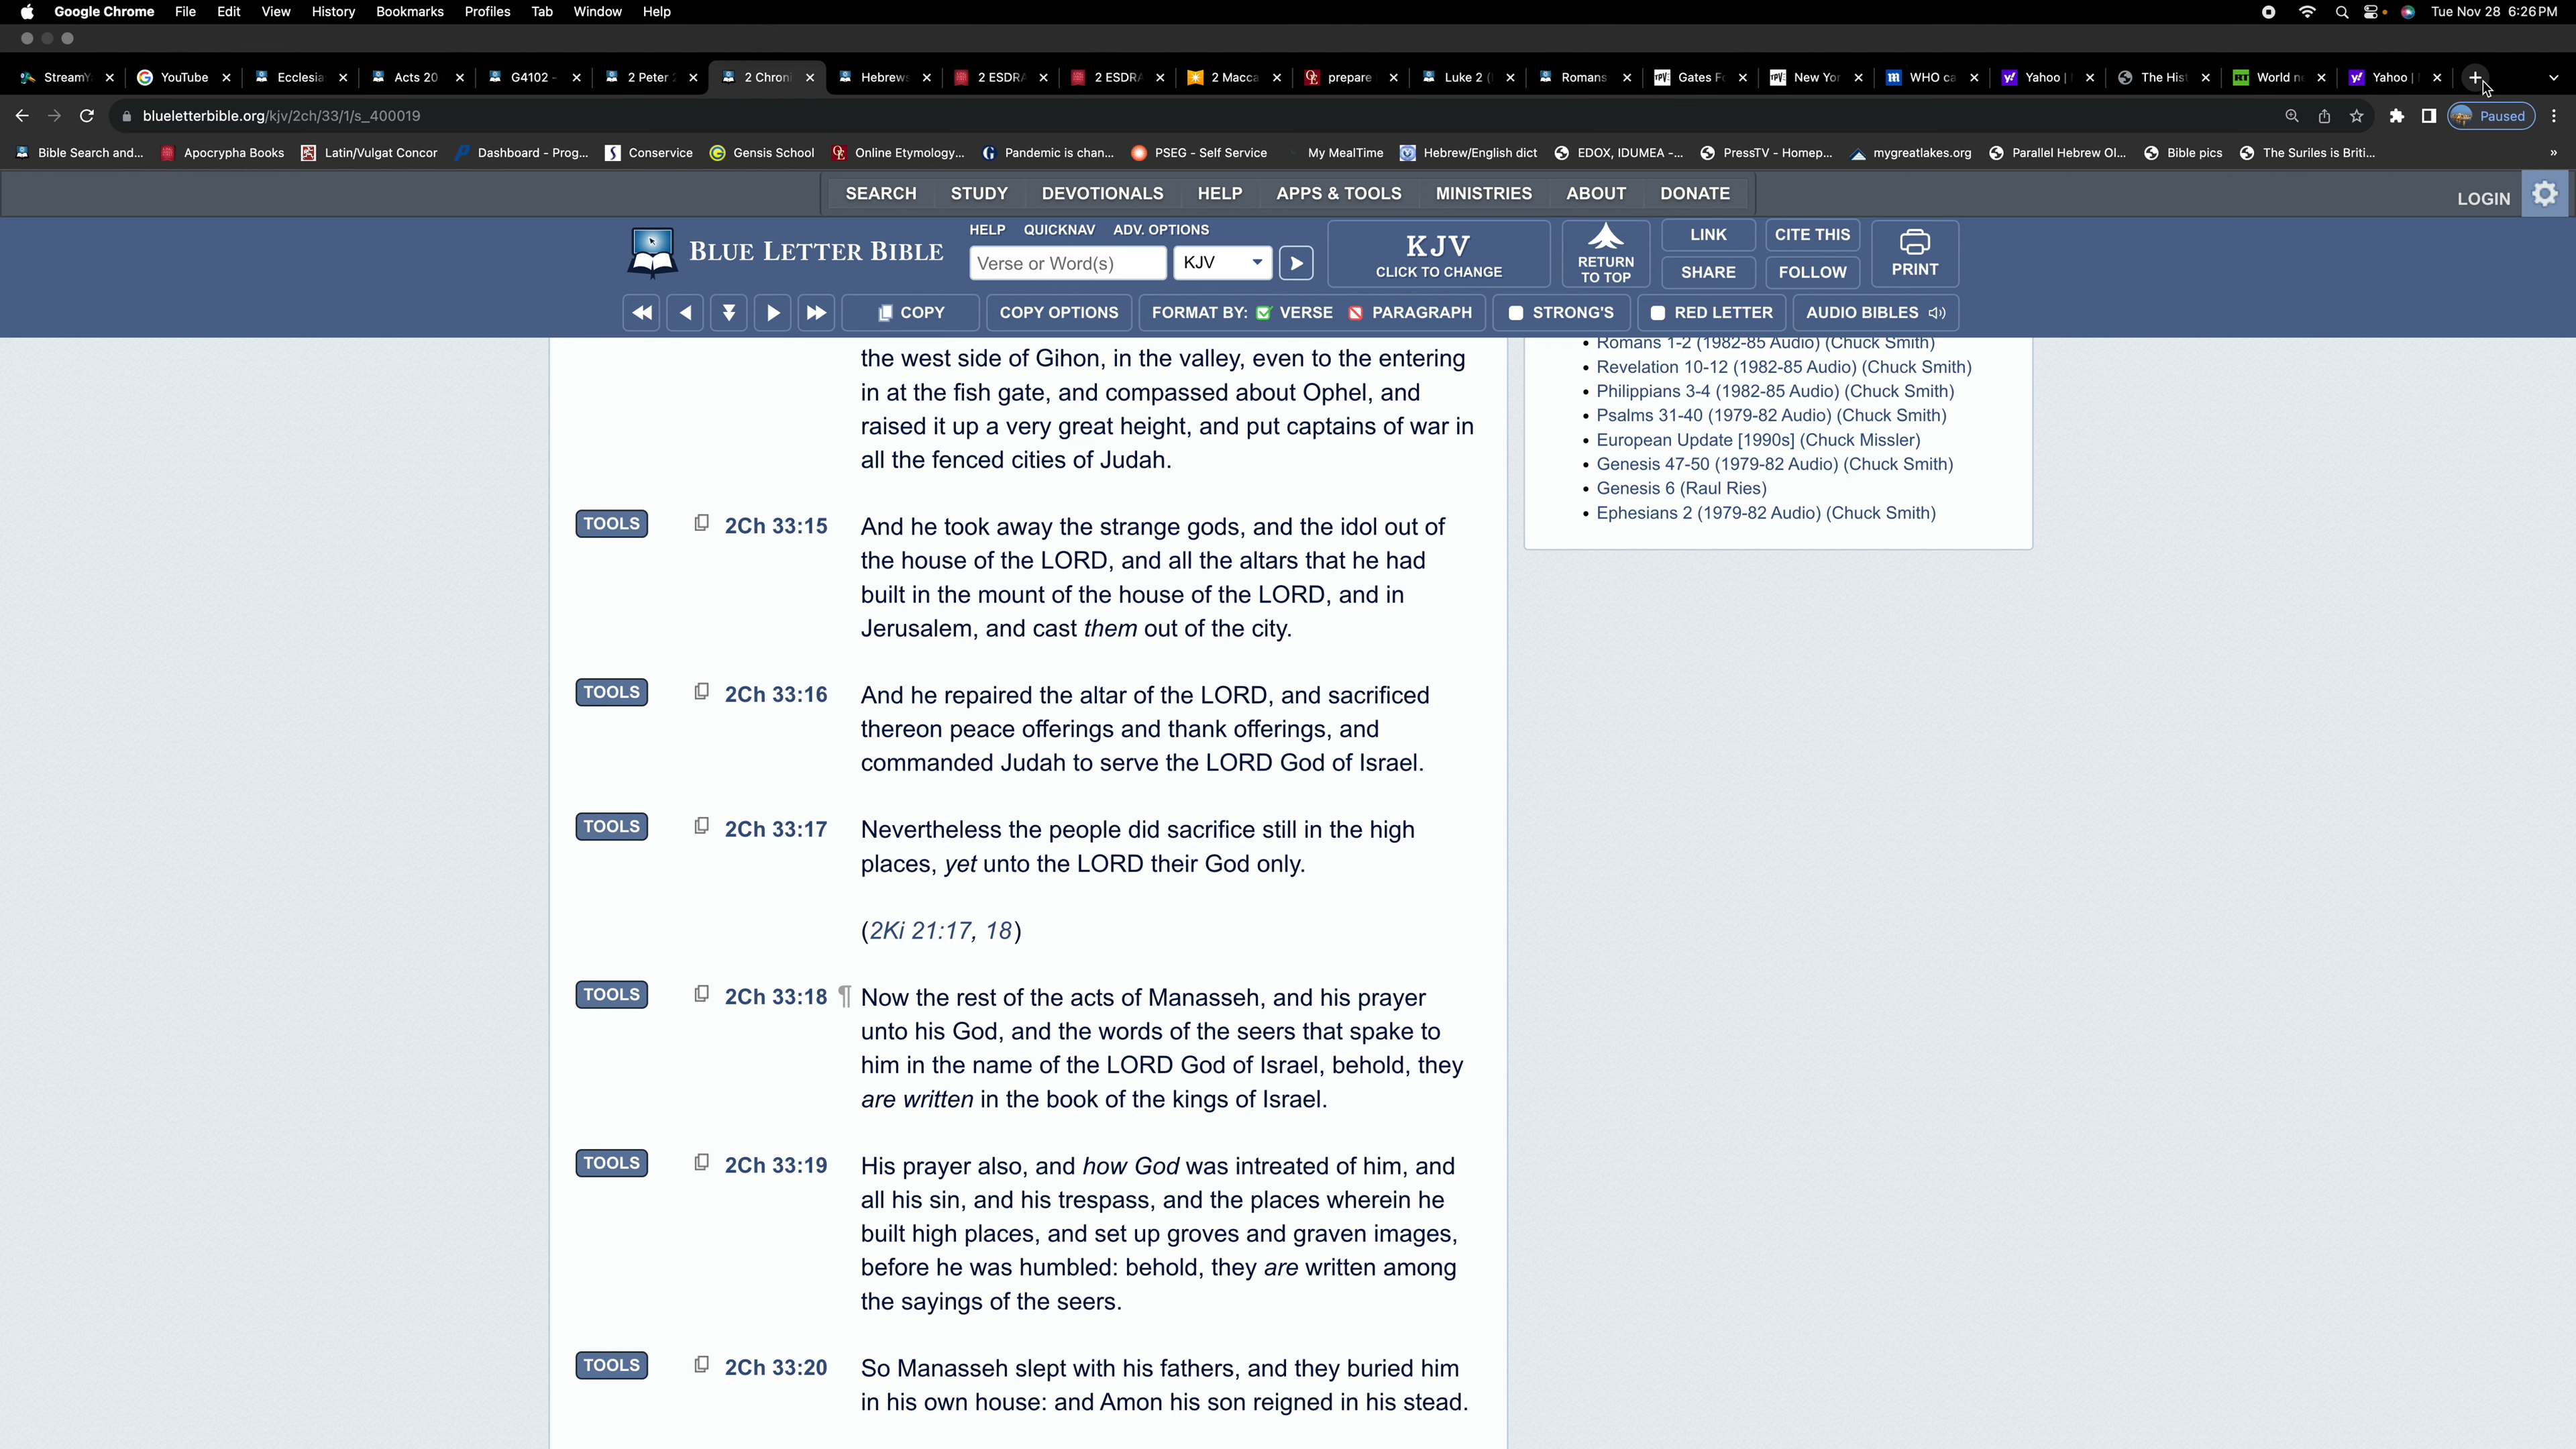 Google Chrome File Edit View History Bookmarks Profiles Tab Window Help Tue Nov 28 6:26 PM
StreamY YouTube Ecclesia Acts 20 G4102 - 2 Peter 2 2 Chroni Hebrews 2 ESDRA 2 ESDRA 2 Macca prepare Luke 2 ( Romans Gates Fo New Yor WHO ca Yahoo | The Hist World ne Yahoo |
blueletterbible.org/kjv/2ch/33/1/s_400019 Paused
Bible Search and... Apocrypha Books Latin/Vulgat Concor Dashboard - Prog... Conservice Gensis School Online Etymology... Pandemic is chan... PSEG - Self Service My MealTime Hebrew/English dict EDOX, IDUMEA -... PressTV - Homep... mygreatlakes.org Parallel Hebrew Ol... Bible pics The Suriles is Briti... »
SEARCH STUDY DEVOTIONALS HELP APPS & TOOLS MINISTRIES ABOUT DONATE LOGIN
BLUE LETTER BIBLE
HELP QUICKNAV ADV. OPTIONS
Verse or Word(s) KJV
KJV
CLICK TO CHANGE
RETURN
TO TOP
LINK CITE THIS
SHARE FOLLOW
PRINT
COPY COPY OPTIONS FORMAT BY: VERSE PARAGRAPH STRONG'S RED LETTER AUDIO BIBLES
the west side of Gihon, in the valley, even to the entering
in at the fish gate, and compassed about Ophel, and
raised it up a very great height, and put captains of war in
all the fenced cities of Judah.
TOOLS 2Ch 33:15 And he took away the strange gods, and the idol out of
the house of the LORD, and all the altars that he had
built in the mount of the house of the LORD, and in
Jerusalem, and cast them out of the city.
TOOLS 2Ch 33:16 And he repaired the altar of the LORD, and sacrificed
thereon peace offerings and thank offerings, and
commanded Judah to serve the LORD God of Israel.
TOOLS 2Ch 33:17 Nevertheless the people did sacrifice still in the high
places, yet unto the LORD their God only.
(2Ki 21:17, 18)
TOOLS 2Ch 33:18 ¶ Now the rest of the acts of Manasseh, and his prayer
unto his God, and the words of the seers that spake to
him in the name of the LORD God of Israel, behold, they
are written in the book of the kings of Israel.
TOOLS 2Ch 33:19 His prayer also, and how God was intreated of him, and
all his sin, and his trespass, and the places wherein he
built high places, and set up groves and graven images,
before he was humbled: behold, they are written among
the sayings of the seers.
TOOLS 2Ch 33:20 So Manasseh slept with his fathers, and they buried him
in his own house: and Amon his son reigned in his stead.
• Romans 1-2 (1982-85 Audio) (Chuck Smith)
• Revelation 10-12 (1982-85 Audio) (Chuck Smith)
• Philippians 3-4 (1982-85 Audio) (Chuck Smith)
• Psalms 31-40 (1979-82 Audio) (Chuck Smith)
• European Update [1990s] (Chuck Missler)
• Genesis 47-50 (1979-82 Audio) (Chuck Smith)
• Genesis 6 (Raul Ries)
• Ephesians 2 (1979-82 Audio) (Chuck Smith)